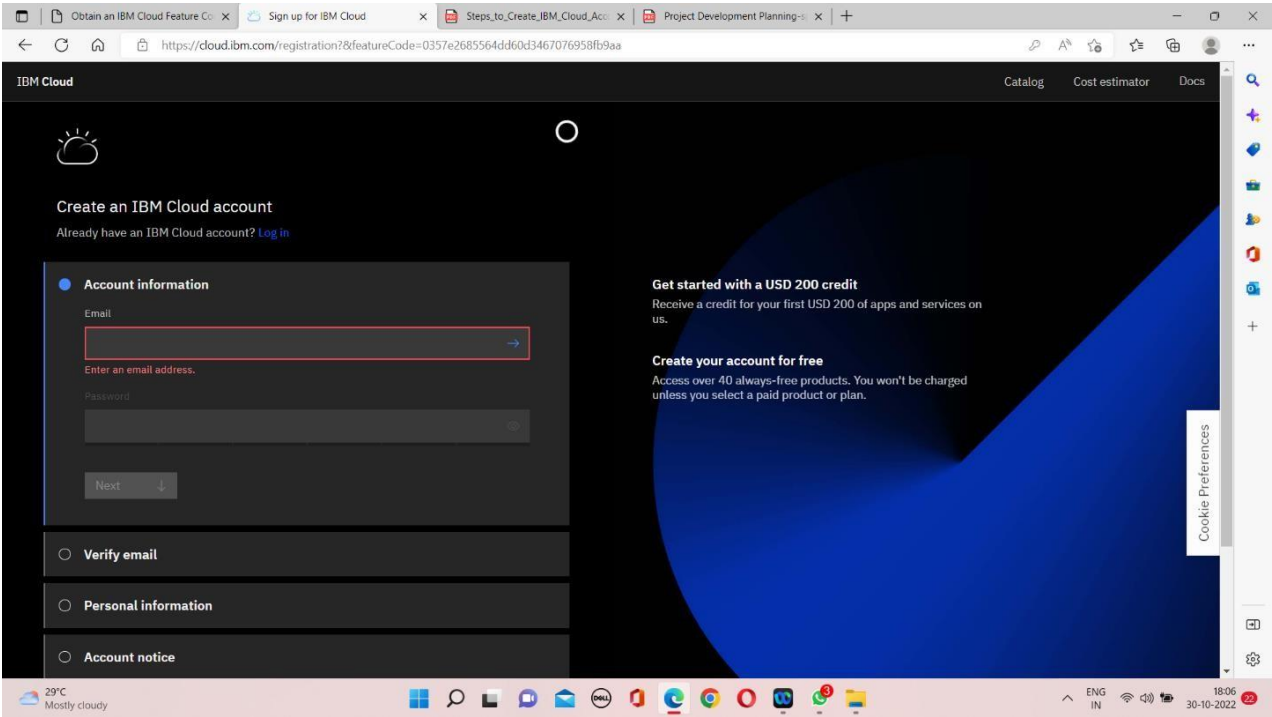 Obtain an IBM Cloud Feature Co
Sign up for IBM Cloud
Steps_to_Create_IBM_Cloud_Acc
Project Development Planning-s
https://cloud.ibm.com/registration?&featureCode=0357e2685564dd60d3467076958fb9aa
IBM Cloud
Catalog
Cost estimator
Docs
Create an IBM Cloud account
Already have an IBM Cloud account? Log in
Account information
Email
Enter an email address.
Password
Next
Verify email
Personal information
Account notice
Get started with a USD 200 credit
Receive a credit for your first USD 200 of apps and services on
us.
Create your account for free
Access over 40 always-free products. You won't be charged
unless you select a paid product or plan.
Cookie Preferences
29°C
Mostly cloudy
DELL
3
ENG
IN
18:06
30-10-2022
22